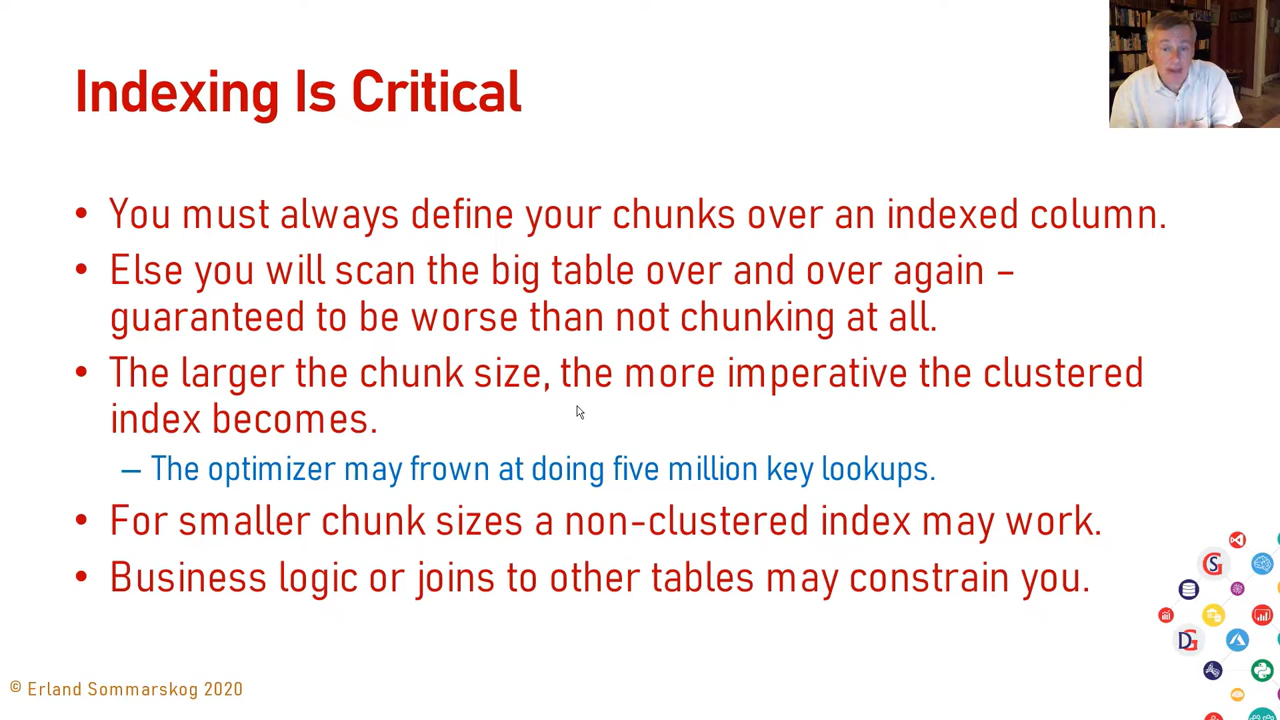 Indexing Is Critical
• You must always define your chunks over an indexed column.
• Else you will scan the big table over and over again –
guaranteed to be worse than not chunking at all.
• The larger the chunk size, the more imperative the clustered
index becomes.
– The optimizer may frown at doing five million key lookups.
• For smaller chunk sizes a non-clustered index may work.
• Business logic or joins to other tables may constrain you.
© Erland Sommarskog 2020